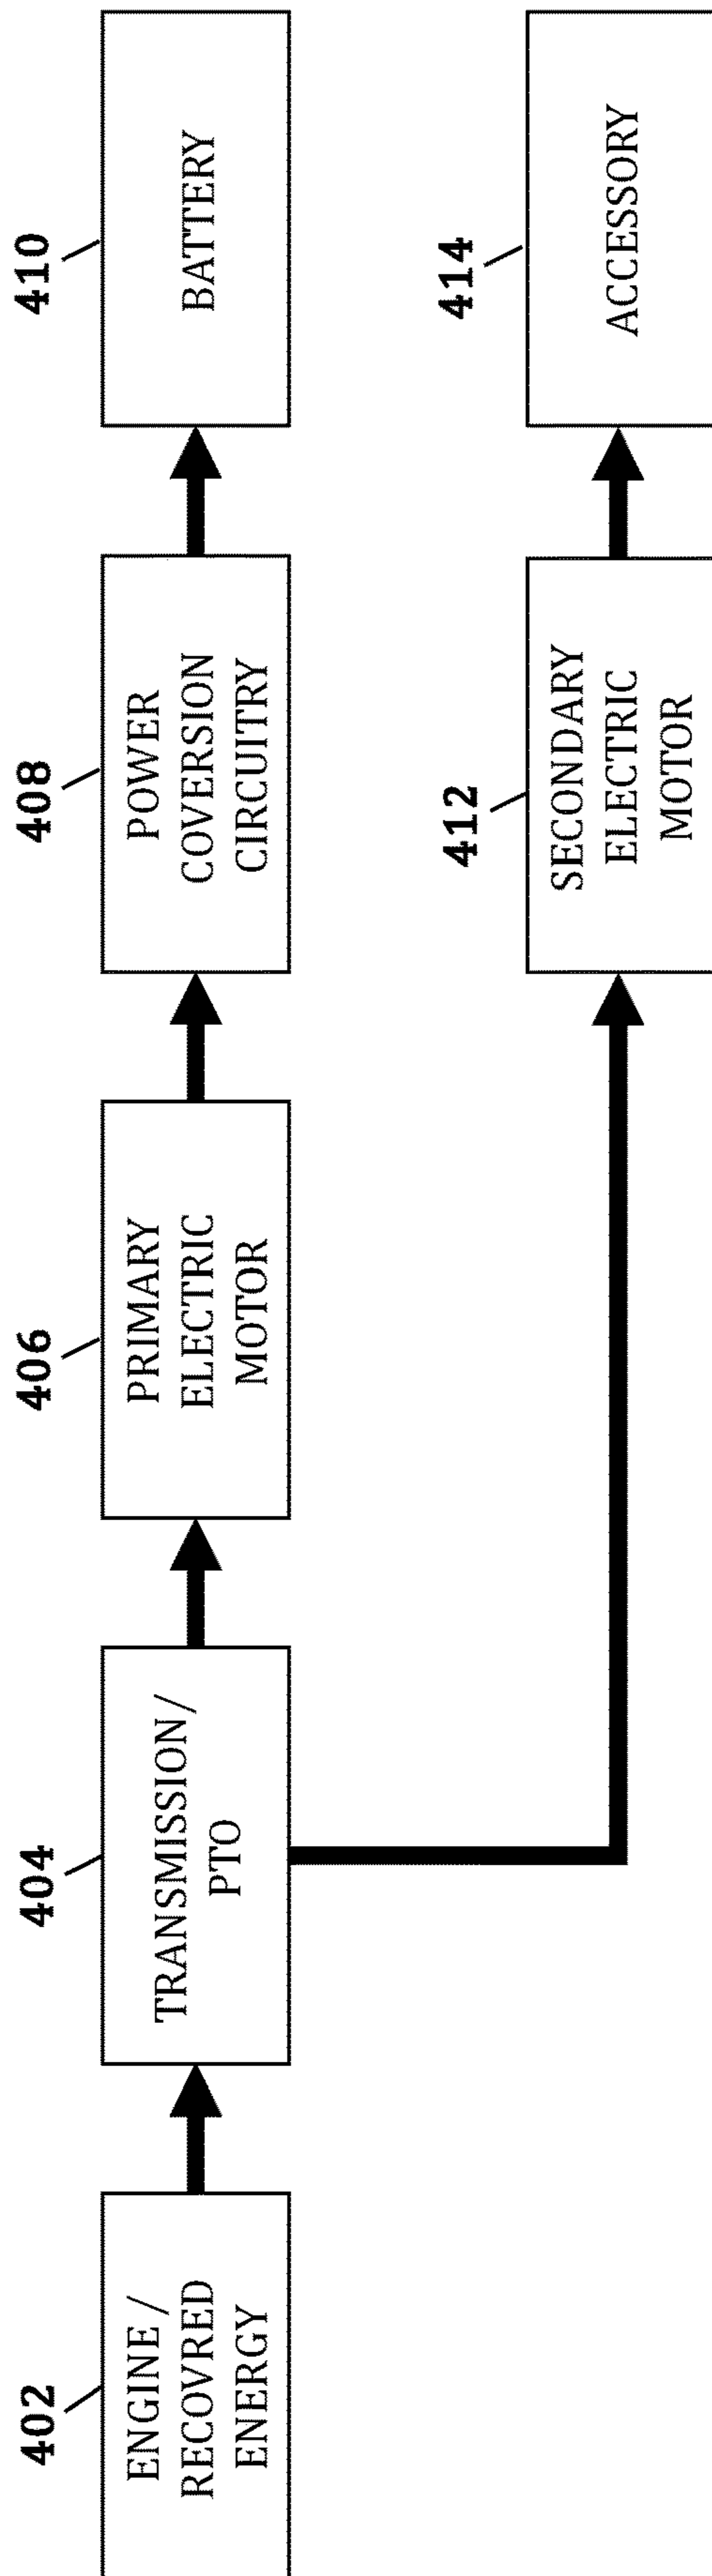 402
ENGINE /
RECOVRED
ENERGY
404
TRANSMISSION/
PTO
406
PRIMARY
ELECTRIC
MOTOR
408
POWER
COVERSION
CIRCUITRY
410
BATTERY
412
SECONDARY
ELECTRIC
MOTOR
414
ACCESSORY